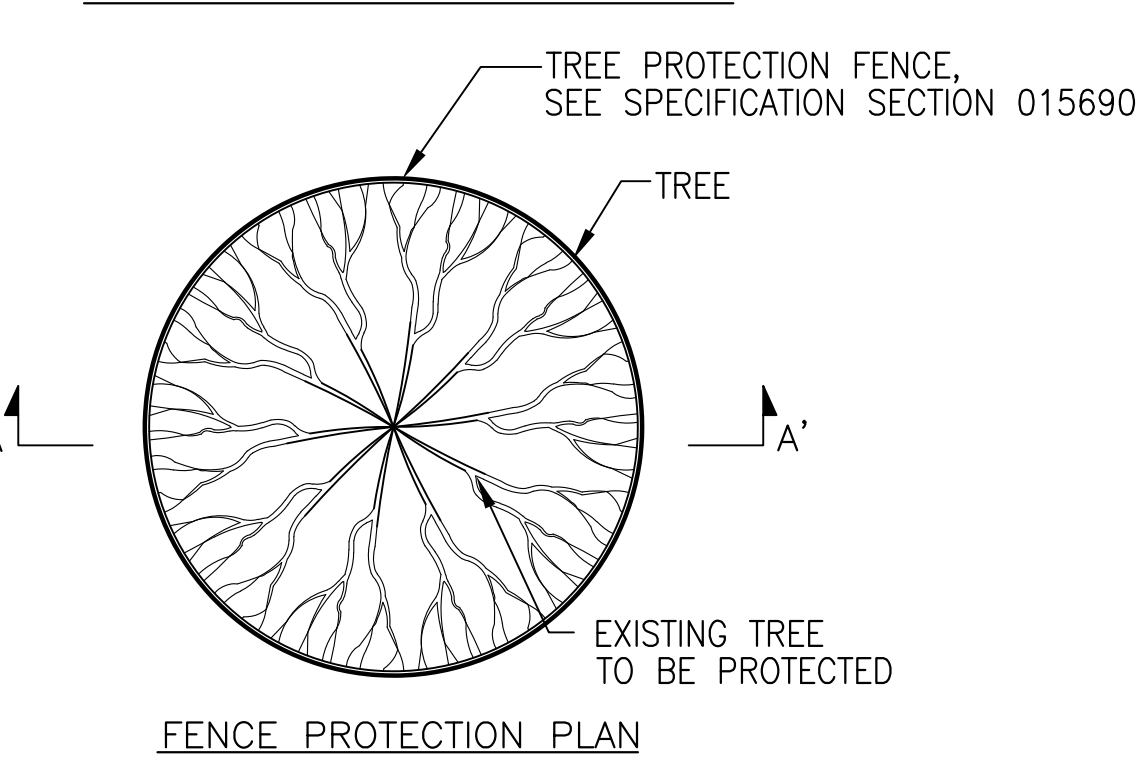 TREE PROTECTION FENCE,
SEE SPECIFICATION SECTION 015690
TREE
A'
EXISTING TREE
TO BE PROTECTED
FENCE PROTECTION PLAN